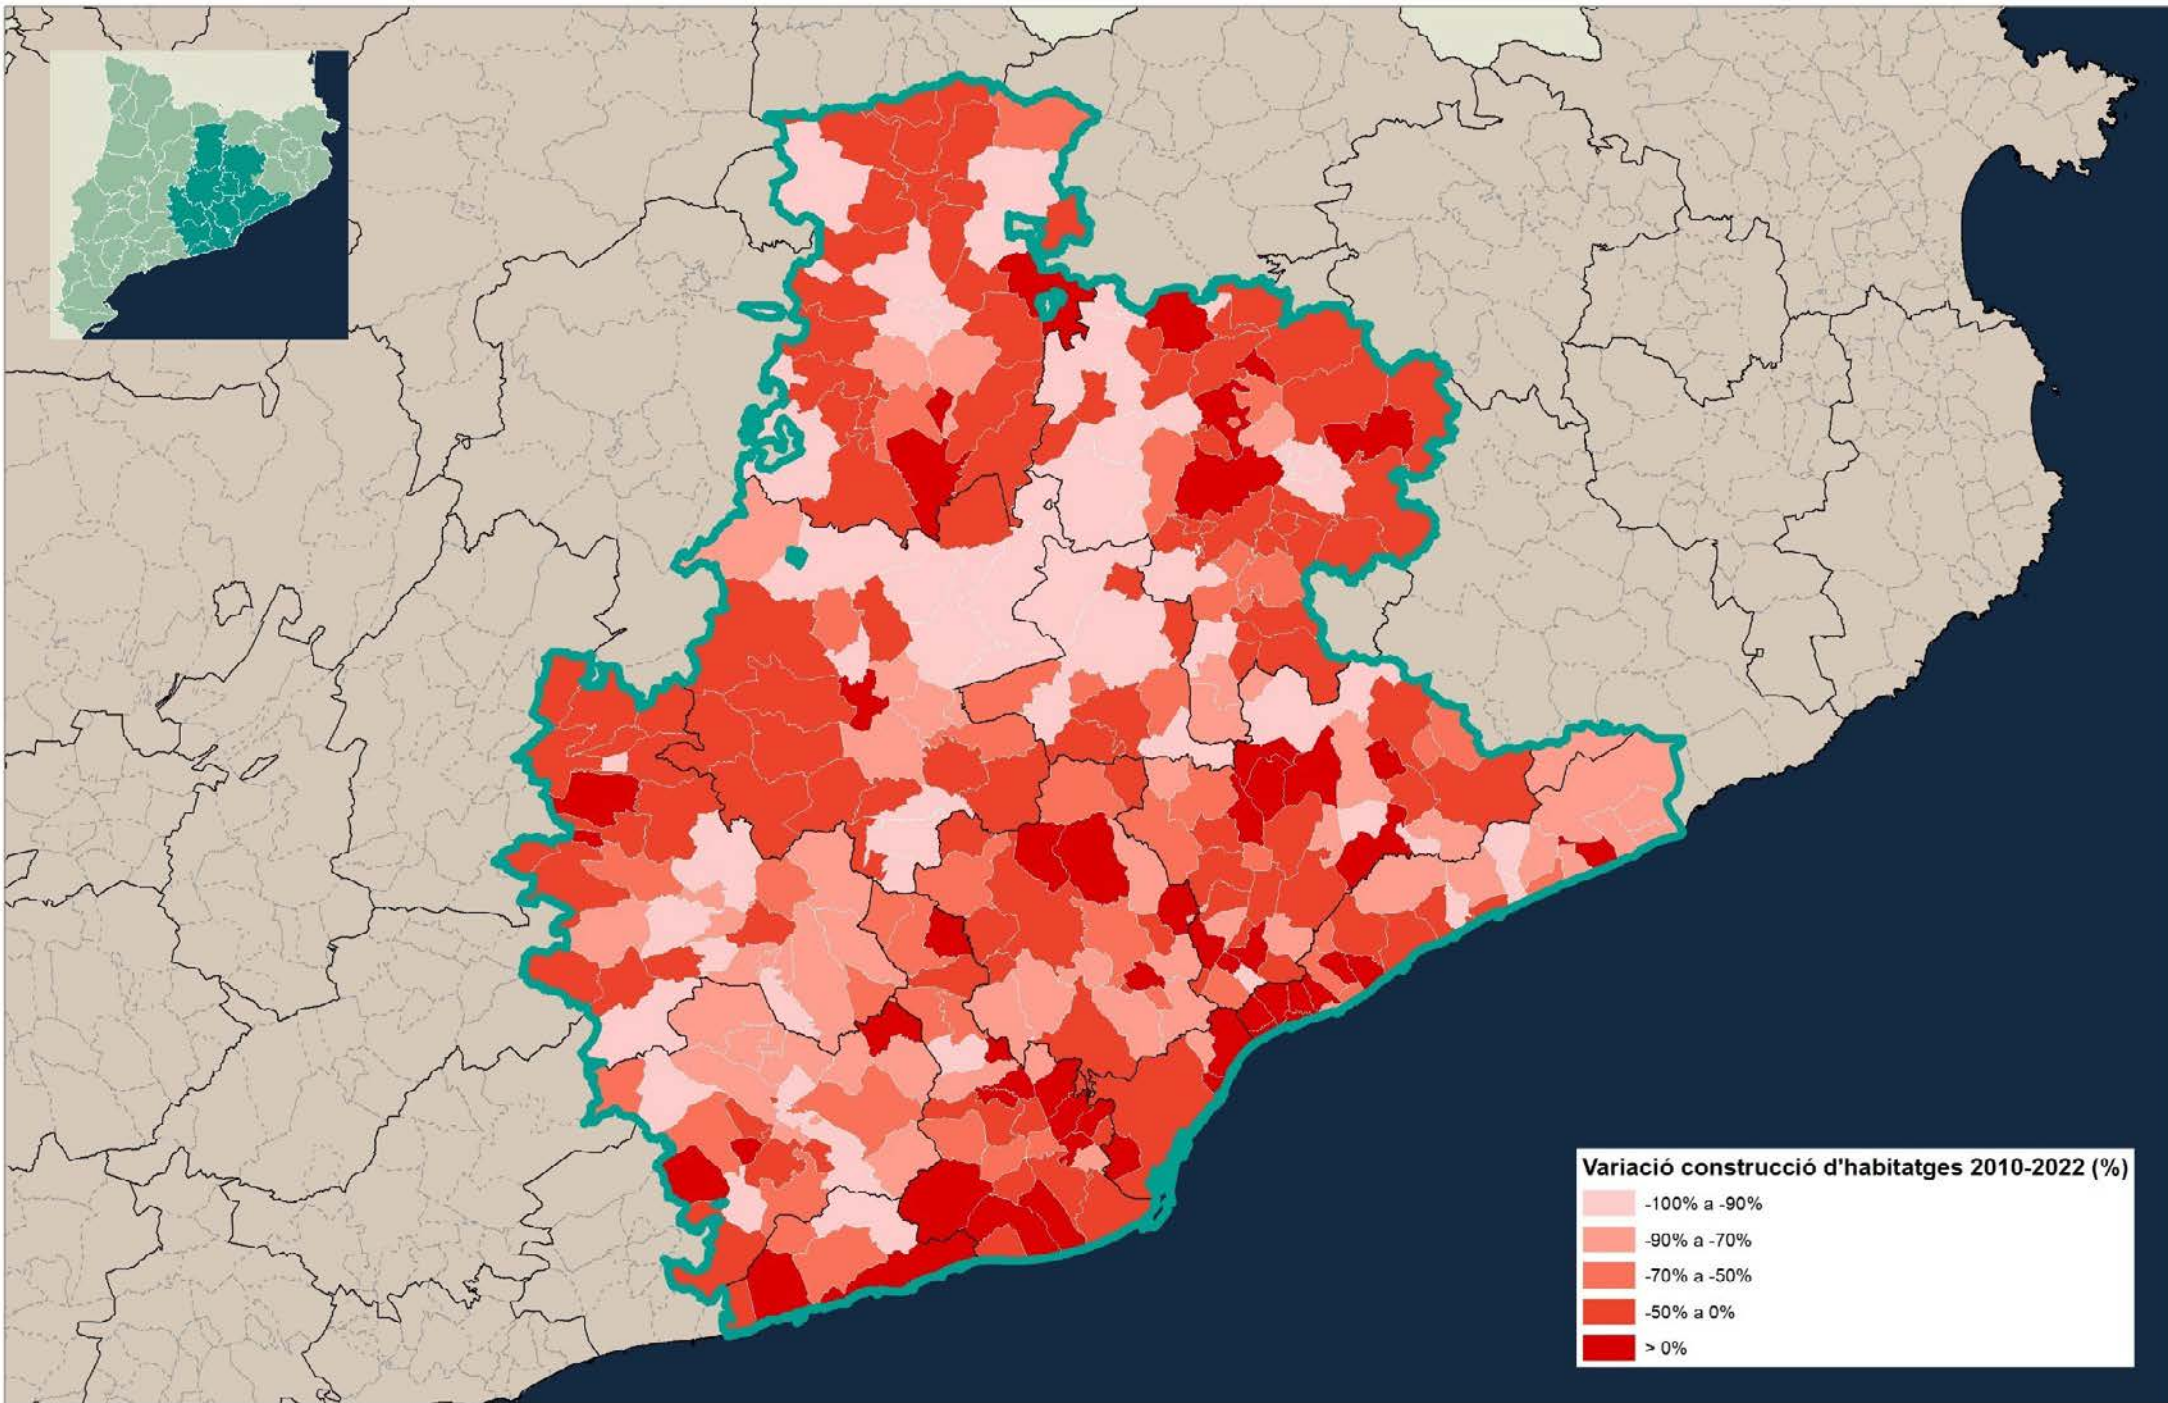 Variació construcció d'habitatges 2010-2022 (%)
-100% a -90%
-90% a -70%
-70% a -50%
-50% a 0%
> 0%